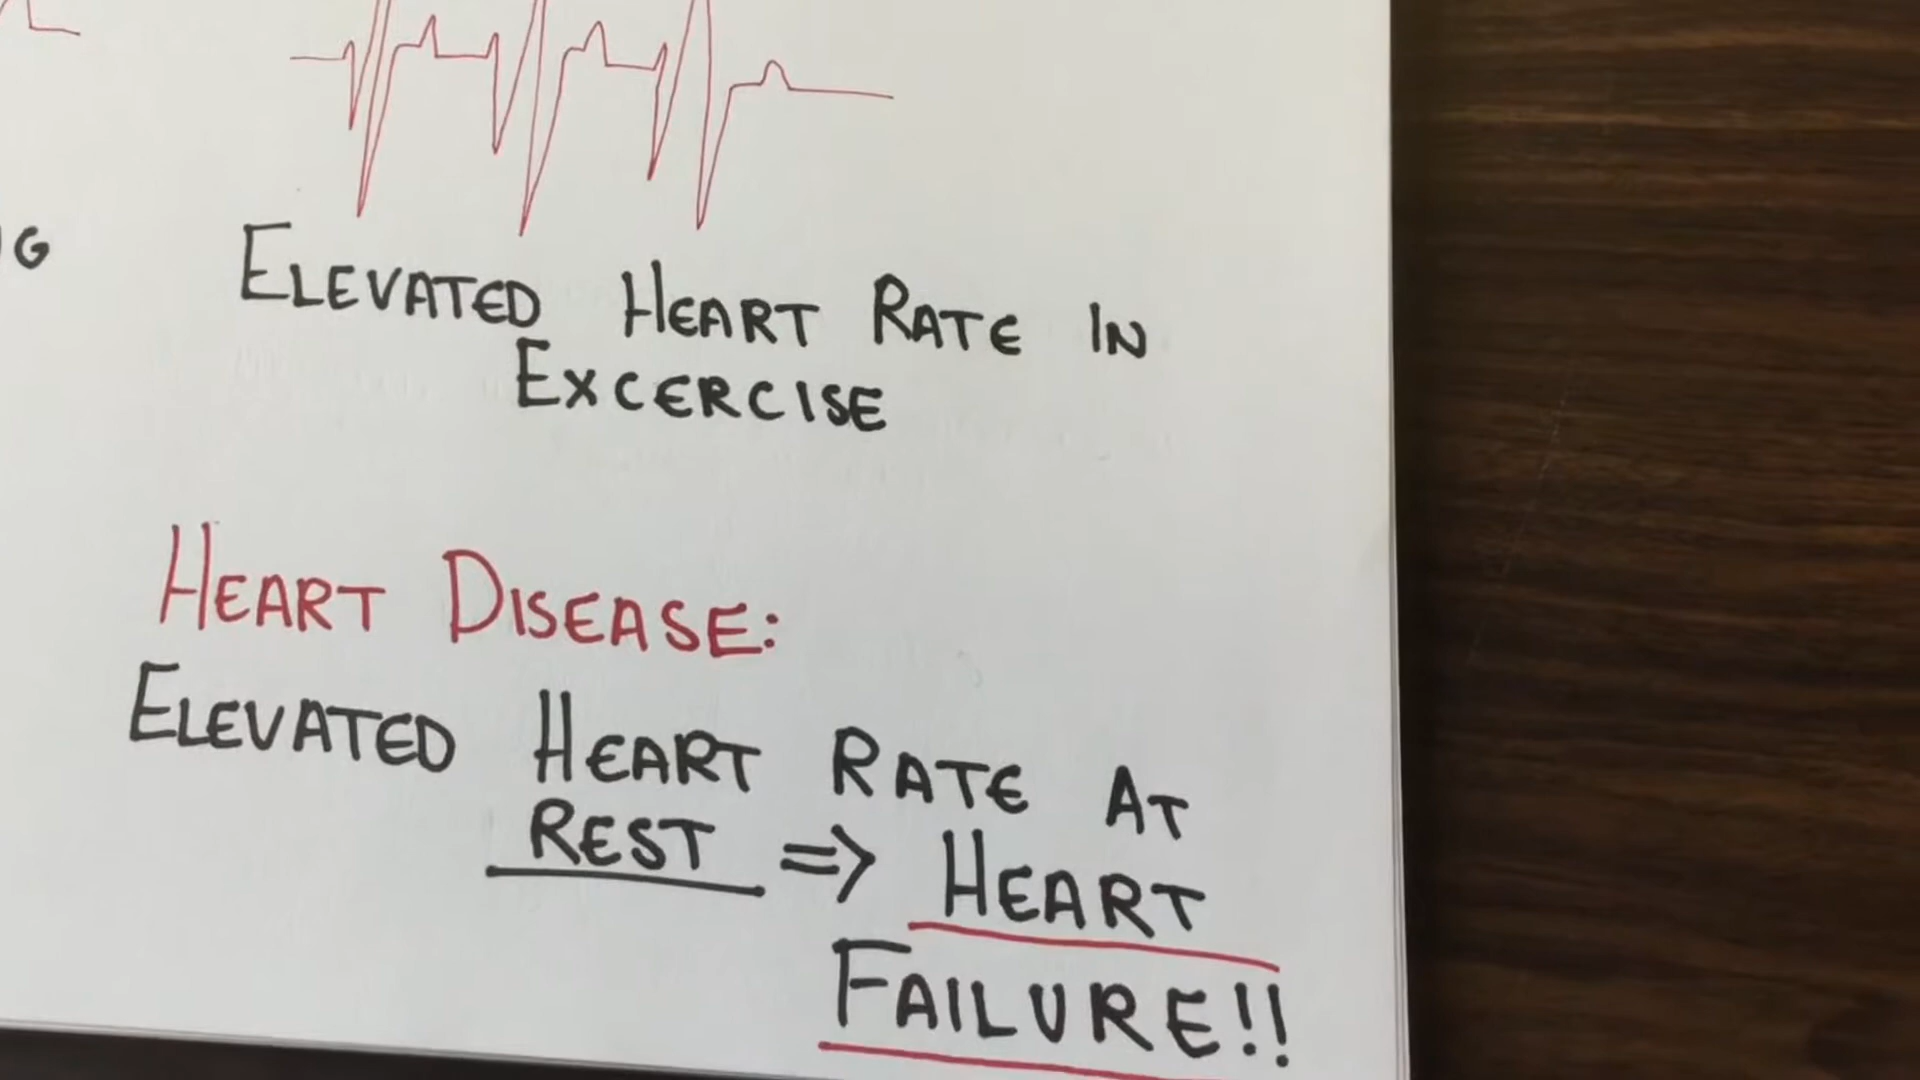 G
ELEVATED HEART RATE IN
EXCERCISE
HEART DISEASE:
ELEVATED HEART RATE AT
REST => HEART
FAILURE!!